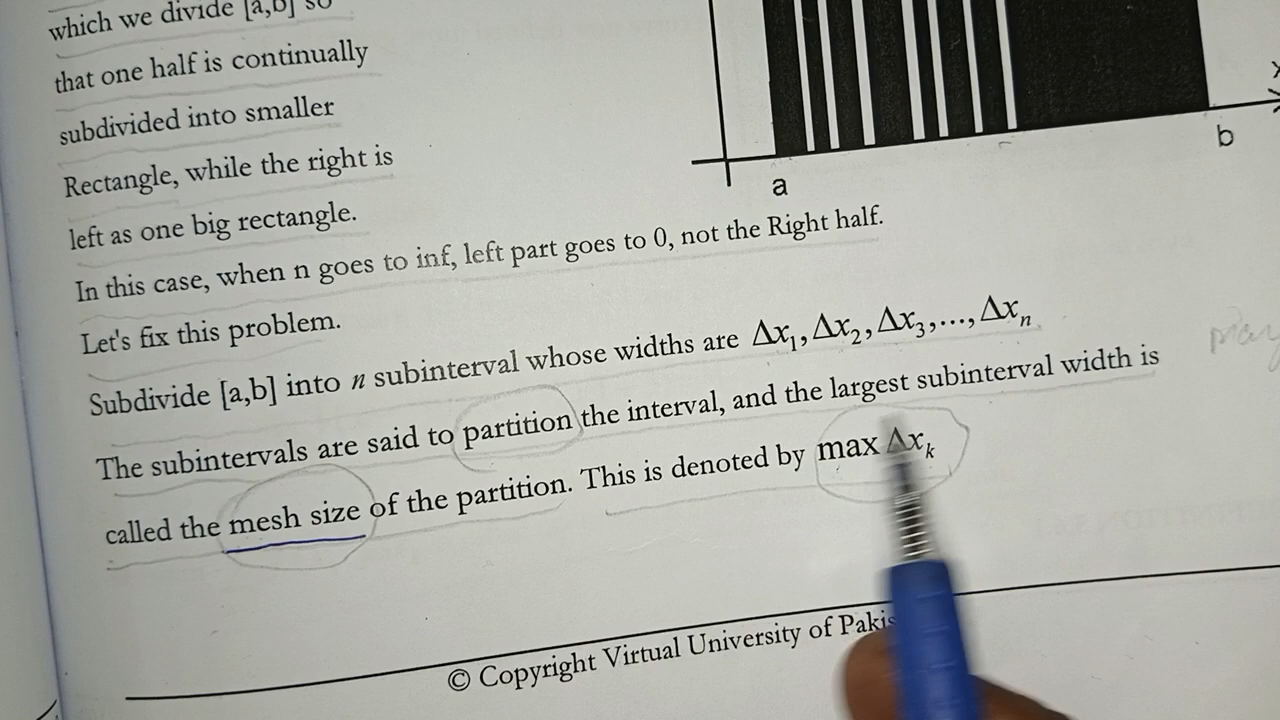 which we divide [a,b] so
that one half is continually
subdivided into smaller
Rectangle, while the right is
left as one big rectangle.
x
a
b
In this case, when n goes to inf, left part goes to 0, not the Right half.
Let's fix this problem.
Subdivide [a,b] into n subinterval whose widths are Δx₁, Δx₂, Δx₃,..., Δxₙ
The subintervals are said to partition the interval, and the largest subinterval width is
called the mesh size of the partition. This is denoted by max Δxₖ
© Copyright Virtual University of Pakis